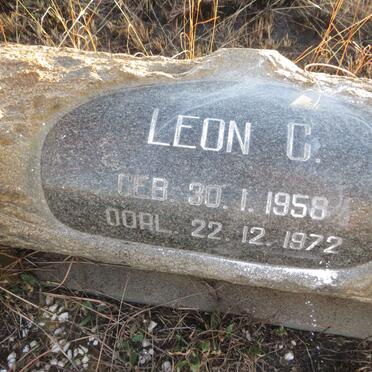 LEON C.
GEB. 30.1.1958
OORL. 22.12.1972